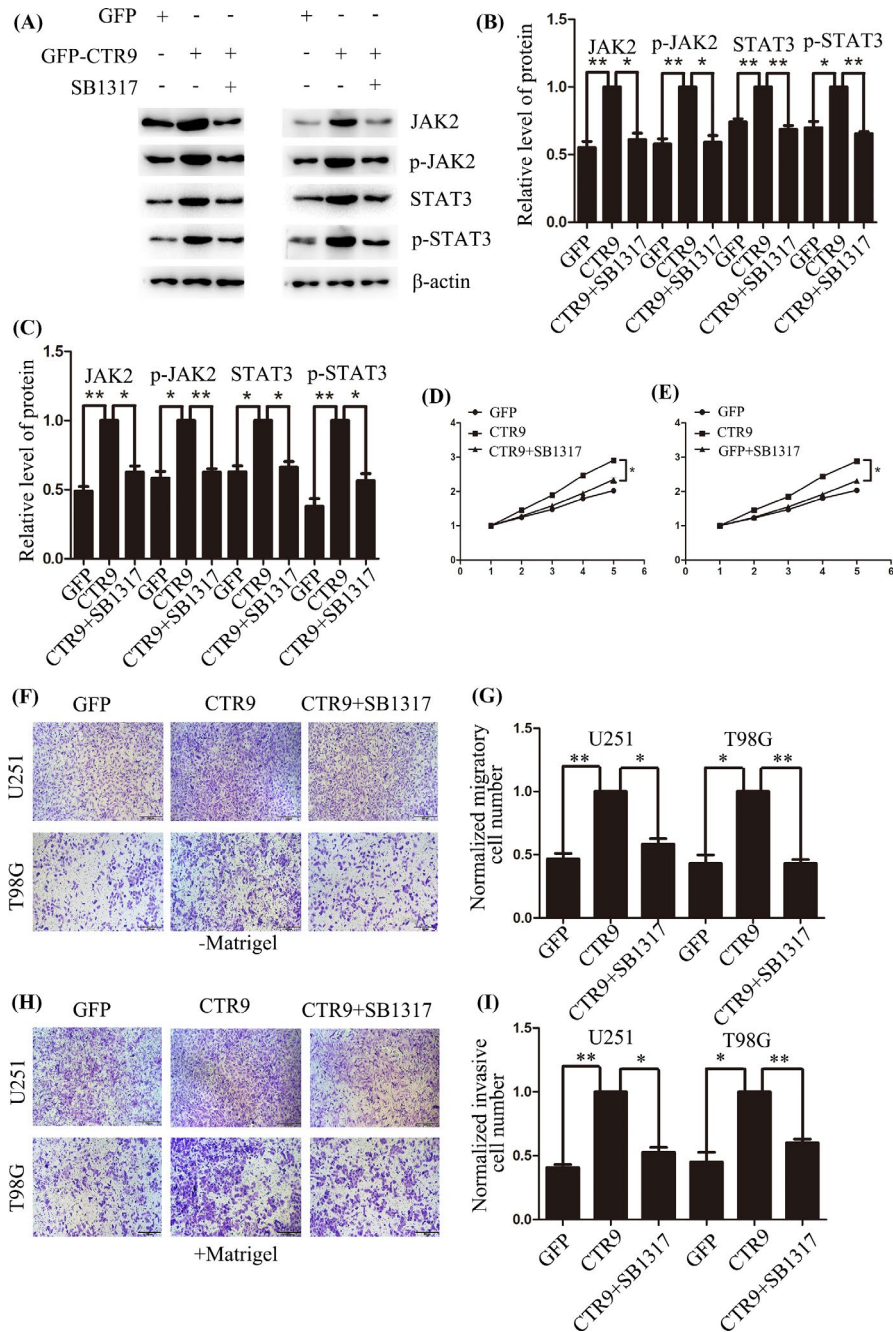 (A)
GFP + - - + - -
GFP-CTR9 - + + - + +
SB1317 - - + - - +
JAK2
p-JAK2
STAT3
p-STAT3
β-actin
(B)
Relative level of protein
1.5
1.0
0.5
0.0
JAK2 p-JAK2 STAT3 p-STAT3
** * ** * ** ** * **
GFP CTR9 CTR9+SB1317 GFP CTR9 CTR9+SB1317 GFP CTR9 CTR9+SB1317 GFP CTR9 CTR9+SB1317
(C)
Relative level of protein
1.5
1.0
0.5
0.0
JAK2 p-JAK2 STAT3 p-STAT3
** * * ** * * ** *
GFP CTR9 CTR9+SB1317 GFP CTR9 CTR9+SB1317 GFP CTR9 CTR9+SB1317 GFP CTR9 CTR9+SB1317
(D)
GFP
CTR9
CTR9+SB1317
4
3
2
1
0
*
0 1 2 3 4 5 6
(E)
GFP
CTR9
GFP+SB1317
4
3
2
1
0
*
0 1 2 3 4 5 6
(F)
GFP CTR9 CTR9+SB1317
U251
T98G
-Matrigel
(G)
Normalized migratory
cell number
1.5
1.0
0.5
0.0
U251 T98G
** * * **
GFP CTR9 CTR9+SB1317 GFP CTR9 CTR9+SB1317
(H)
GFP CTR9 CTR9+SB1317
U251
T98G
+Matrigel
(I)
Normalized invasive
cell number
1.5
1.0
0.5
0.0
U251 T98G
** * * **
GFP CTR9 CTR9+SB1317 GFP CTR9 CTR9+SB1317